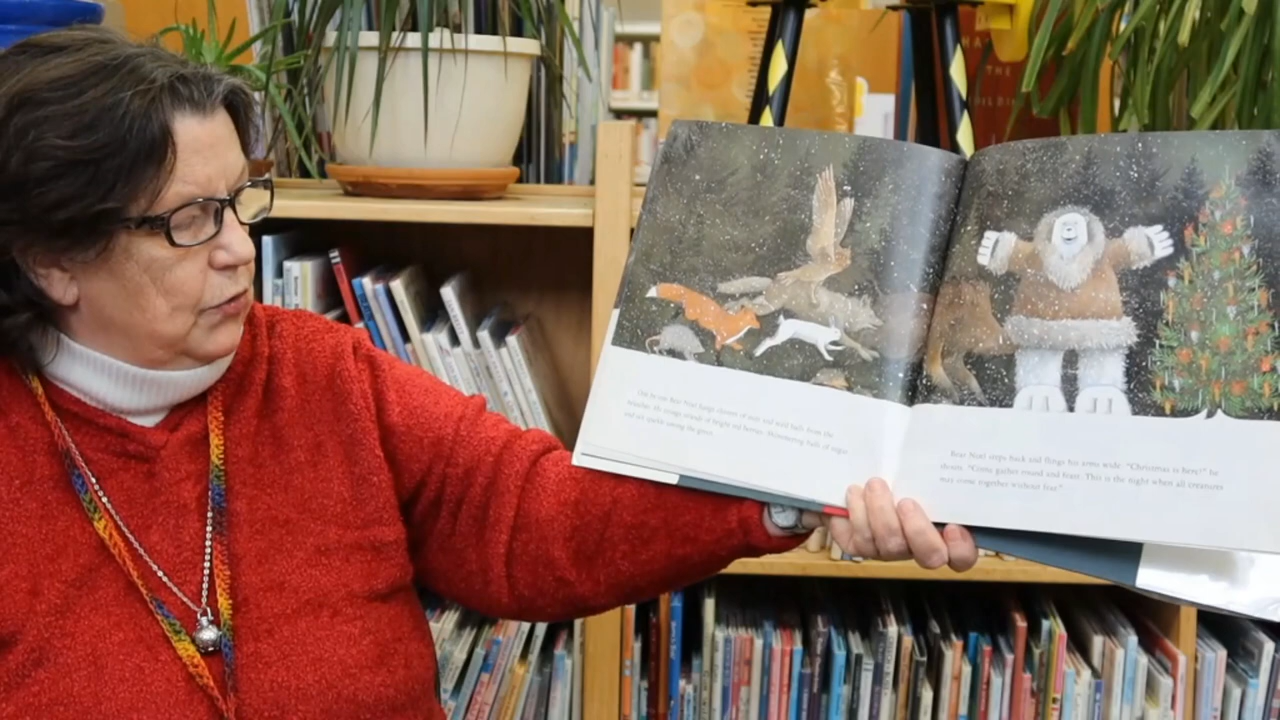 THE
One by one Bear Noel hangs chains of nuts and seed balls from the
branches. He strings strands of bright red berries. Shimmering balls of sugar
and ice sparkle among the green.
Bear Noel steps back and flings his arms wide. "Christmas is here!" he
shouts. "Come gather round and feast. This is the night when all creatures
may come together without fear."